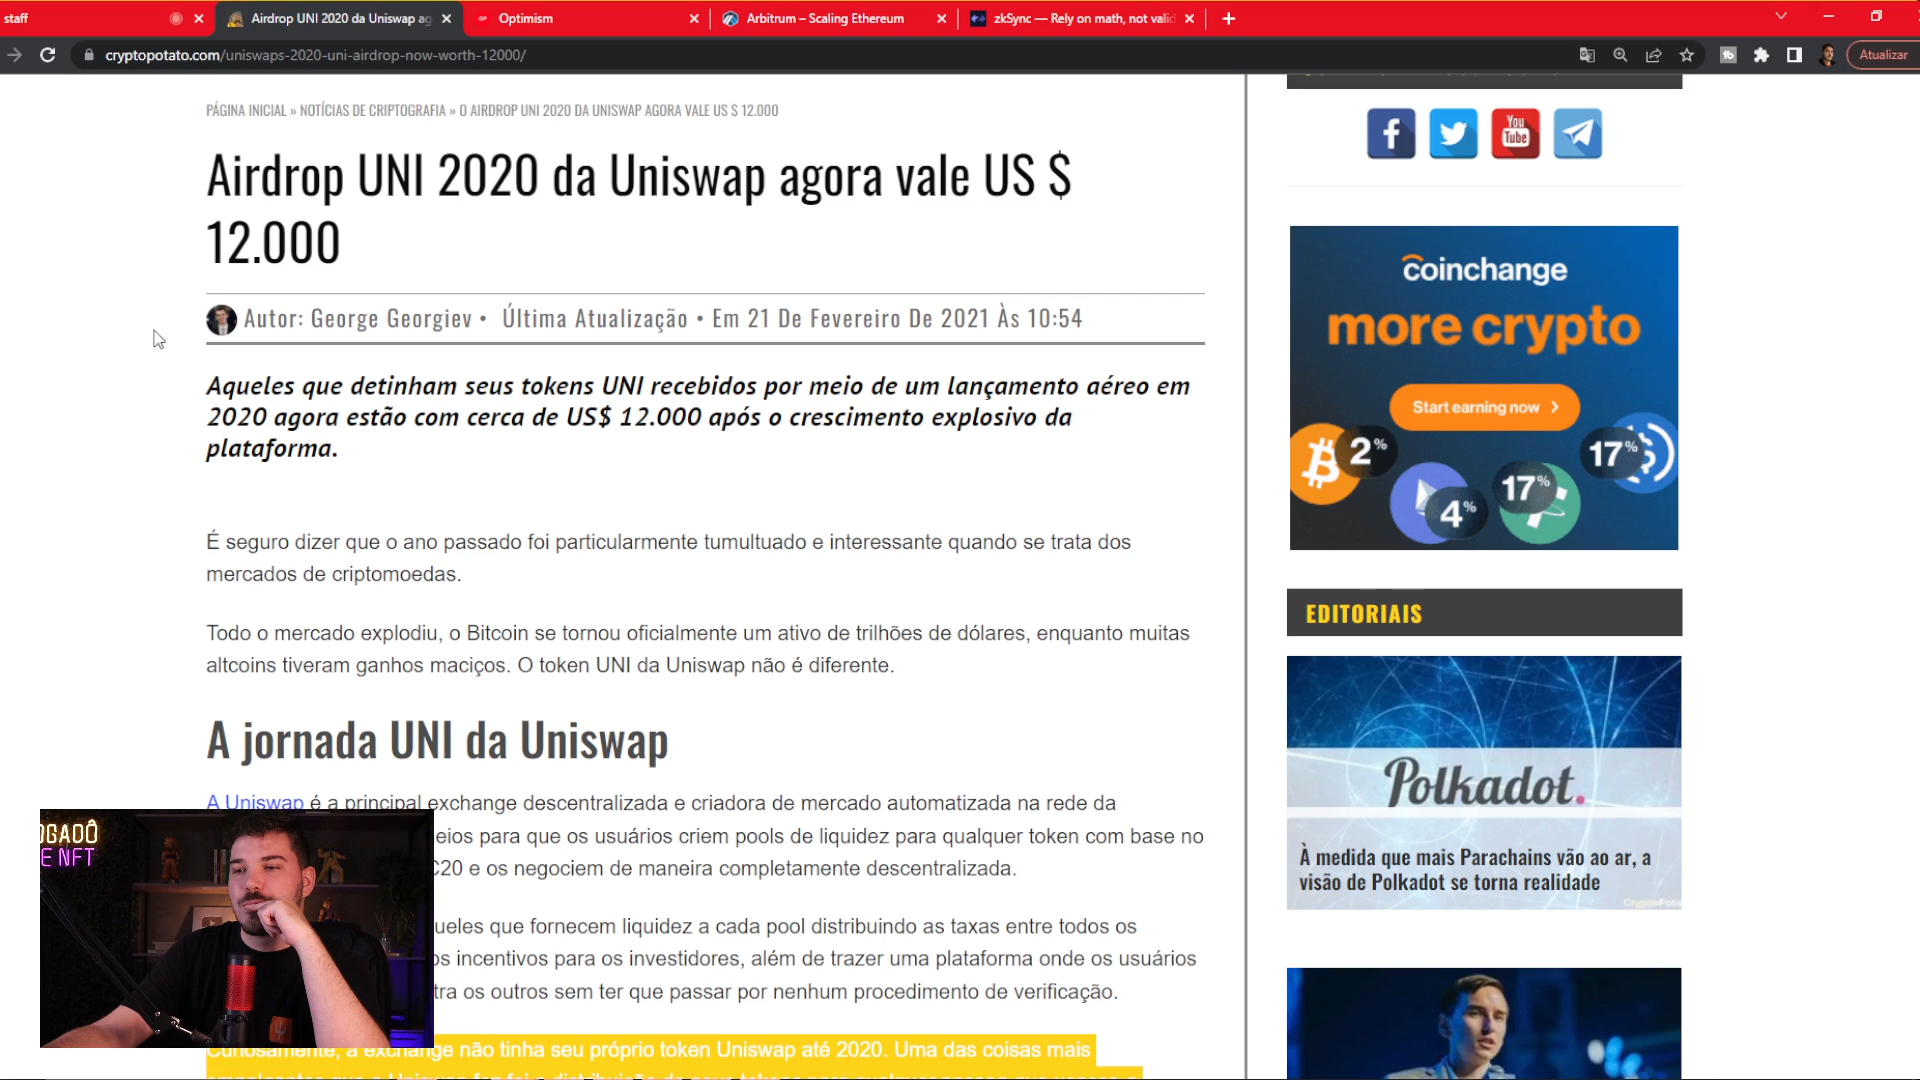 staff
Airdrop UNI 2020 da Uniswap ag
Optimism
Arbitrum – Scaling Ethereum
zkSync — Rely on math, not valid
cryptopotato.com/uniswaps-2020-uni-airdrop-now-worth-12000/
Atualizar
PÁGINA INICIAL » NOTÍCIAS DE CRIPTOGRAFIA » O AIRDROP UNI 2020 DA UNISWAP AGORA VALE US $ 12.000
Airdrop UNI 2020 da Uniswap agora vale US $
12.000
Autor: George Georgiev • Última Atualização • Em 21 De Fevereiro De 2021 Às 10:54
Aqueles que detinham seus tokens UNI recebidos por meio de um lançamento aéreo em
2020 agora estão com cerca de US$ 12.000 após o crescimento explosivo da
plataforma.
É seguro dizer que o ano passado foi particularmente tumultuado e interessante quando se trata dos
mercados de criptomoedas.
Todo o mercado explodiu, o Bitcoin se tornou oficialmente um ativo de trilhões de dólares, enquanto muitas
altcoins tiveram ganhos maciços. O token UNI da Uniswap não é diferente.
A jornada UNI da Uniswap
A Uniswap é a principal exchange descentralizada e criadora de mercado automatizada na rede da
eios para que os usuários criem pools de liquidez para qualquer token com base no
C20 e os negociem de maneira completamente descentralizada.
ueles que fornecem liquidez a cada pool distribuindo as taxas entre todos os
os incentivos para os investidores, além de trazer uma plataforma onde os usuários
tra os outros sem ter que passar por nenhum procedimento de verificação.
Curiosamente, a exchange não tinha seu próprio token Uniswap até 2020. Uma das coisas mais
OGADÔ
E NFT
You
Tube
coinchange
more crypto
Start earning now >
2%
4%
17%
17%
EDITORIAIS
Polkadot.
À medida que mais Parachains vão ao ar, a
visão de Polkadot se torna realidade